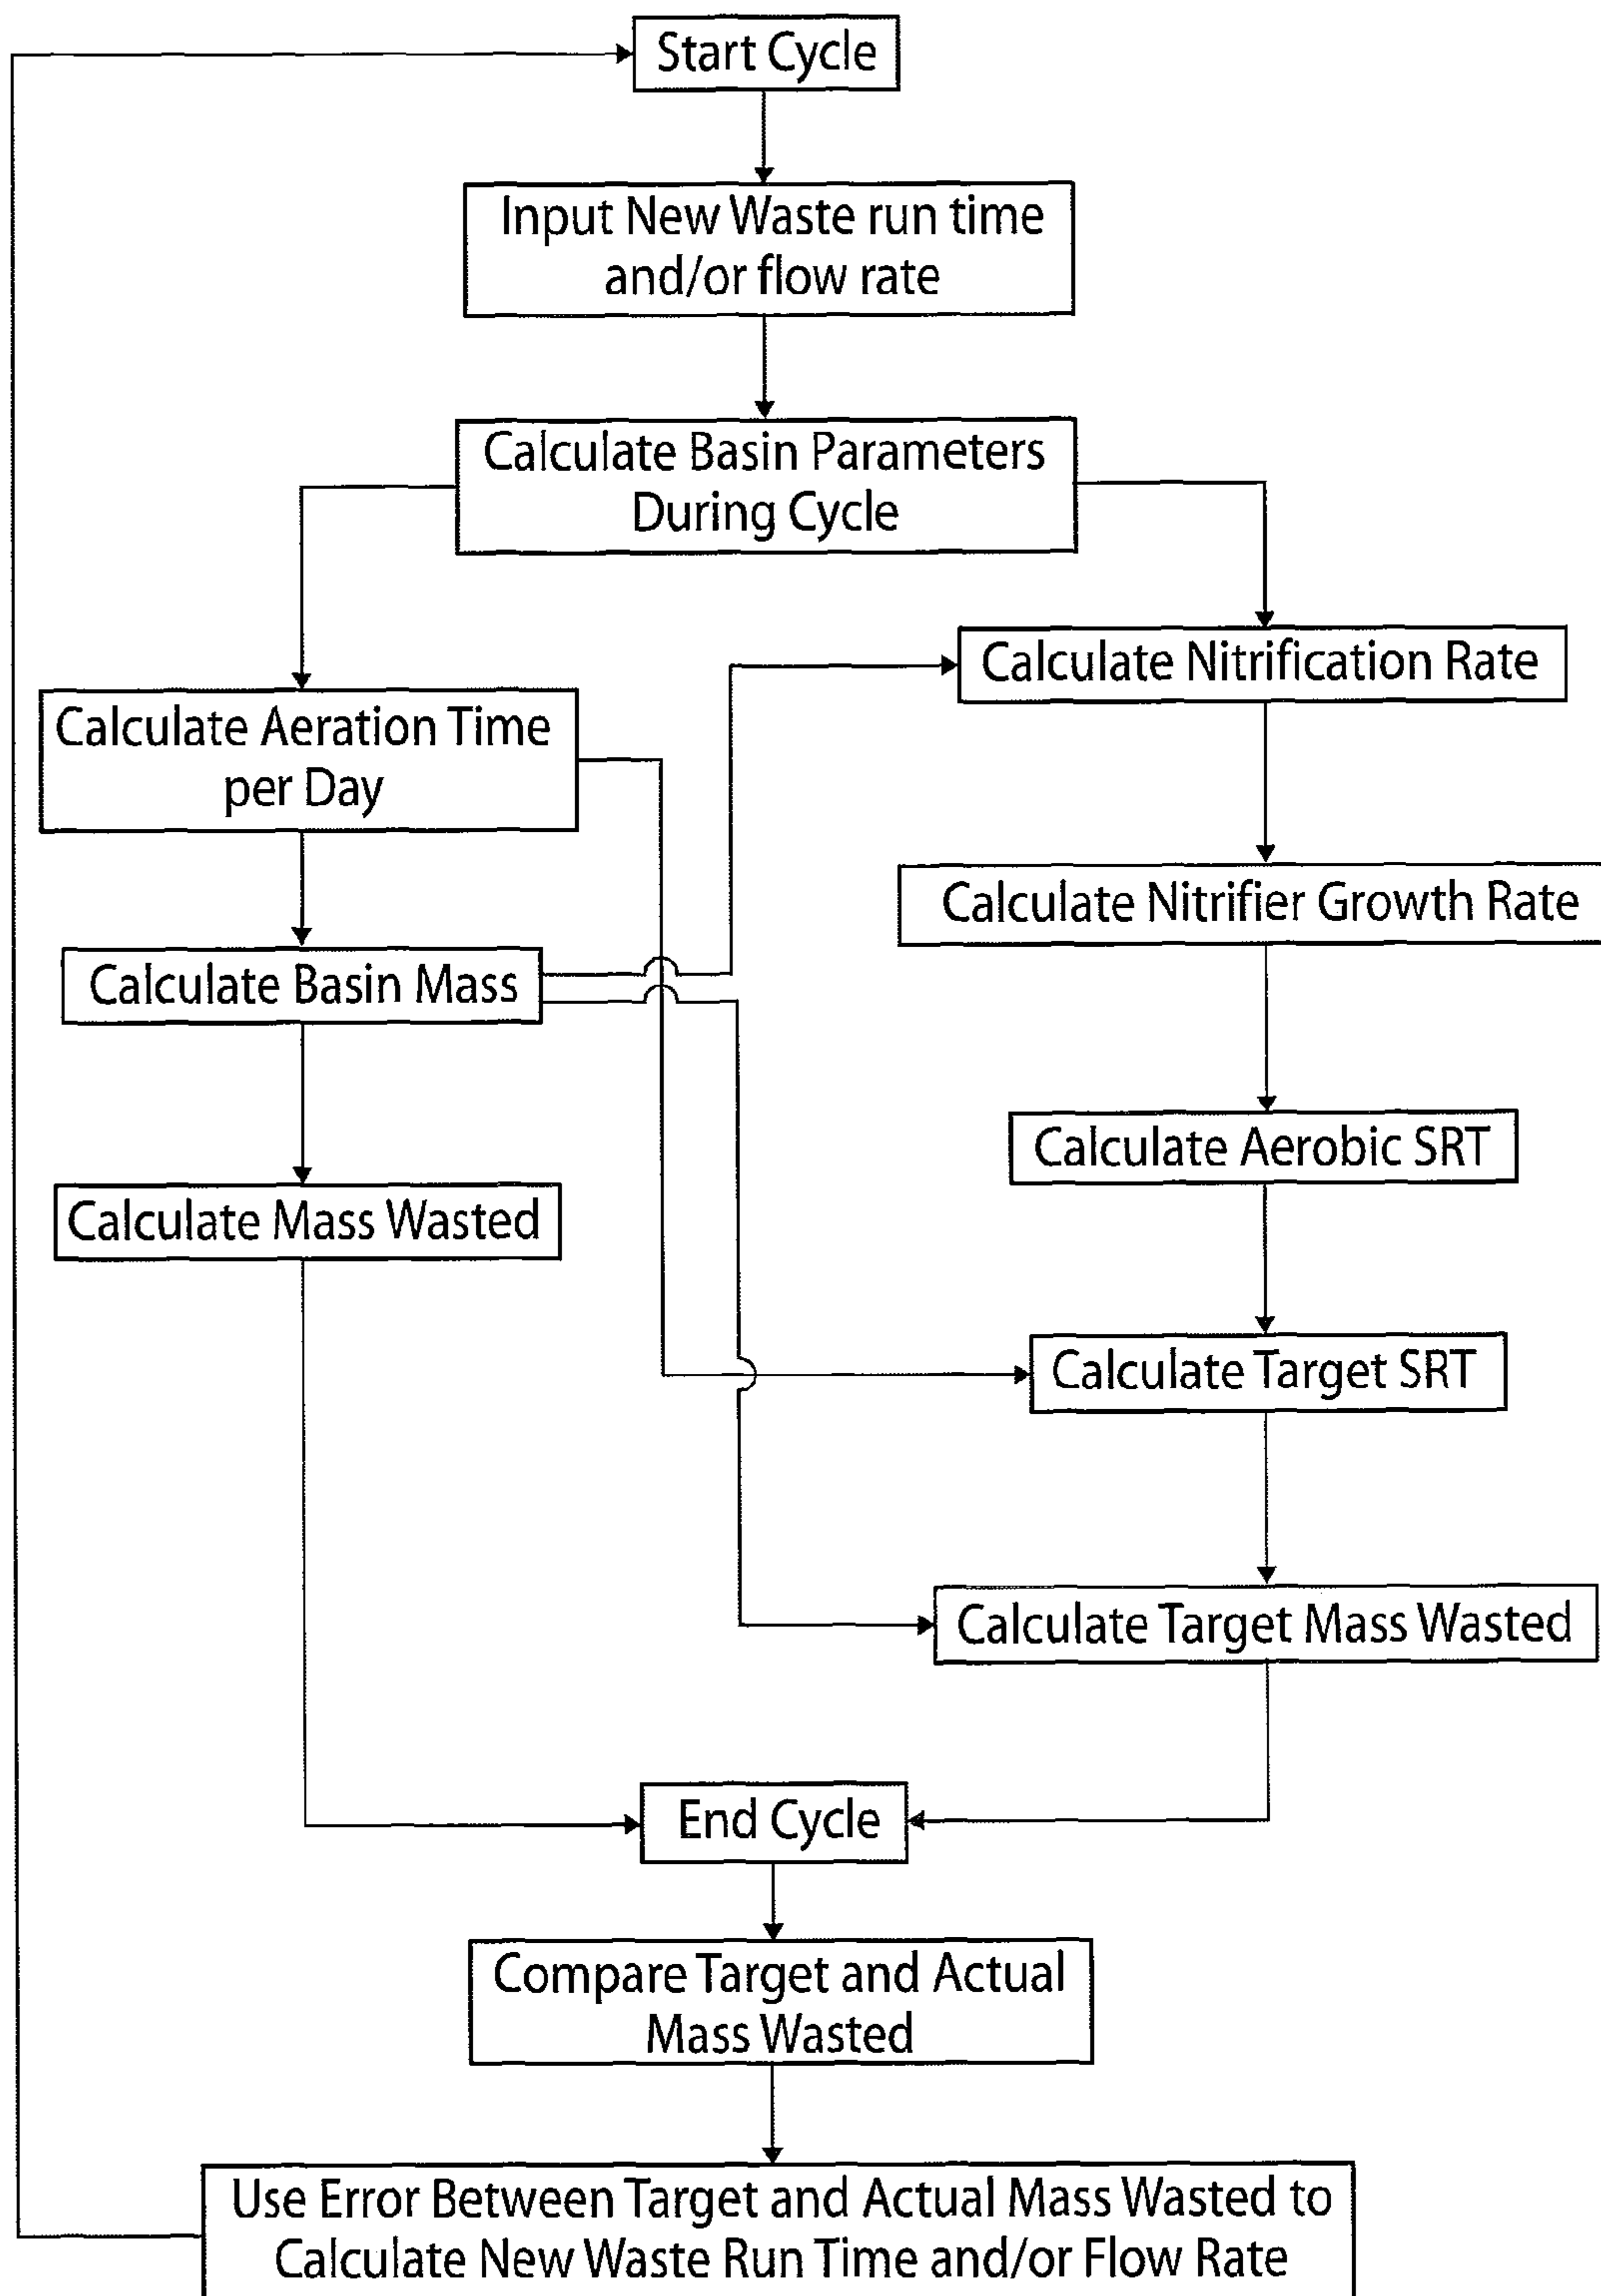 Start Cycle
Input New Waste run time
and/or flow rate
Calculate Basin Parameters
During Cycle
Calculate Nitrification Rate
Calculate Aeration Time
per Day
Calculate Nitrifier Growth Rate
Calculate Basin Mass
Calculate Aerobic SRT
Calculate Mass Wasted
Calculate Target SRT
Calculate Target Mass Wasted
End Cycle
Compare Target and Actual
Mass Wasted
Use Error Between Target and Actual Mass Wasted to
Calculate New Waste Run Time and/or Flow Rate